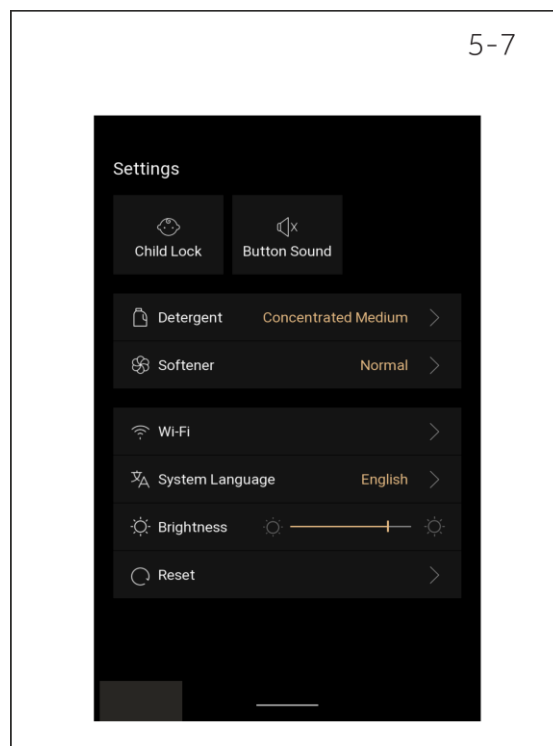 5-7
Settings
Child Lock
Button Sound
Detergent Concentrated Medium
Softener Normal
Wi-Fi
System Language English
Brightness
Reset